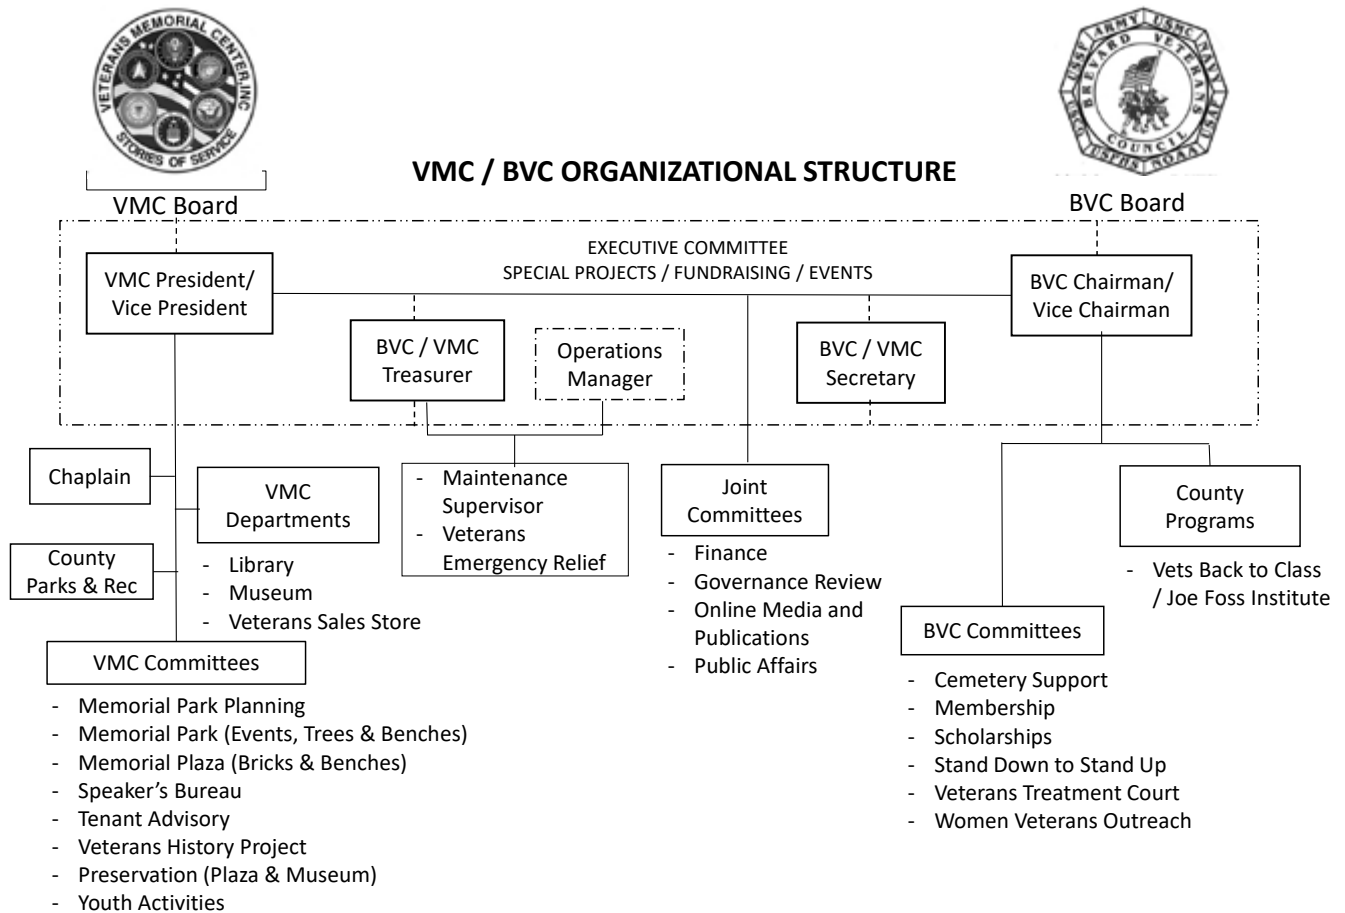 VETERANS MEMORIAL CENTER, INC
STORIES OF SERVICE
USSF ARMY USMC NAVY USAF NOAA USPHS USCG
BREVARD VETERANS COUNCIL
VMC / BVC ORGANIZATIONAL STRUCTURE
VMC Board
BVC Board
EXECUTIVE COMMITTEE
SPECIAL PROJECTS / FUNDRAISING / EVENTS
VMC President/
Vice President
BVC Chairman/
Vice Chairman
BVC / VMC
Treasurer
Operations
Manager
BVC / VMC
Secretary
Chaplain
VMC
Departments
- Library
- Museum
- Veterans Sales Store
County
Parks & Rec
- Maintenance
Supervisor
- Veterans
Emergency Relief
Joint
Committees
- Finance
- Governance Review
- Online Media and
Publications
- Public Affairs
County
Programs
- Vets Back to Class
/ Joe Foss Institute
VMC Committees
- Memorial Park Planning
- Memorial Park (Events, Trees & Benches)
- Memorial Plaza (Bricks & Benches)
- Speaker’s Bureau
- Tenant Advisory
- Veterans History Project
- Preservation (Plaza & Museum)
- Youth Activities
BVC Committees
- Cemetery Support
- Membership
- Scholarships
- Stand Down to Stand Up
- Veterans Treatment Court
- Women Veterans Outreach